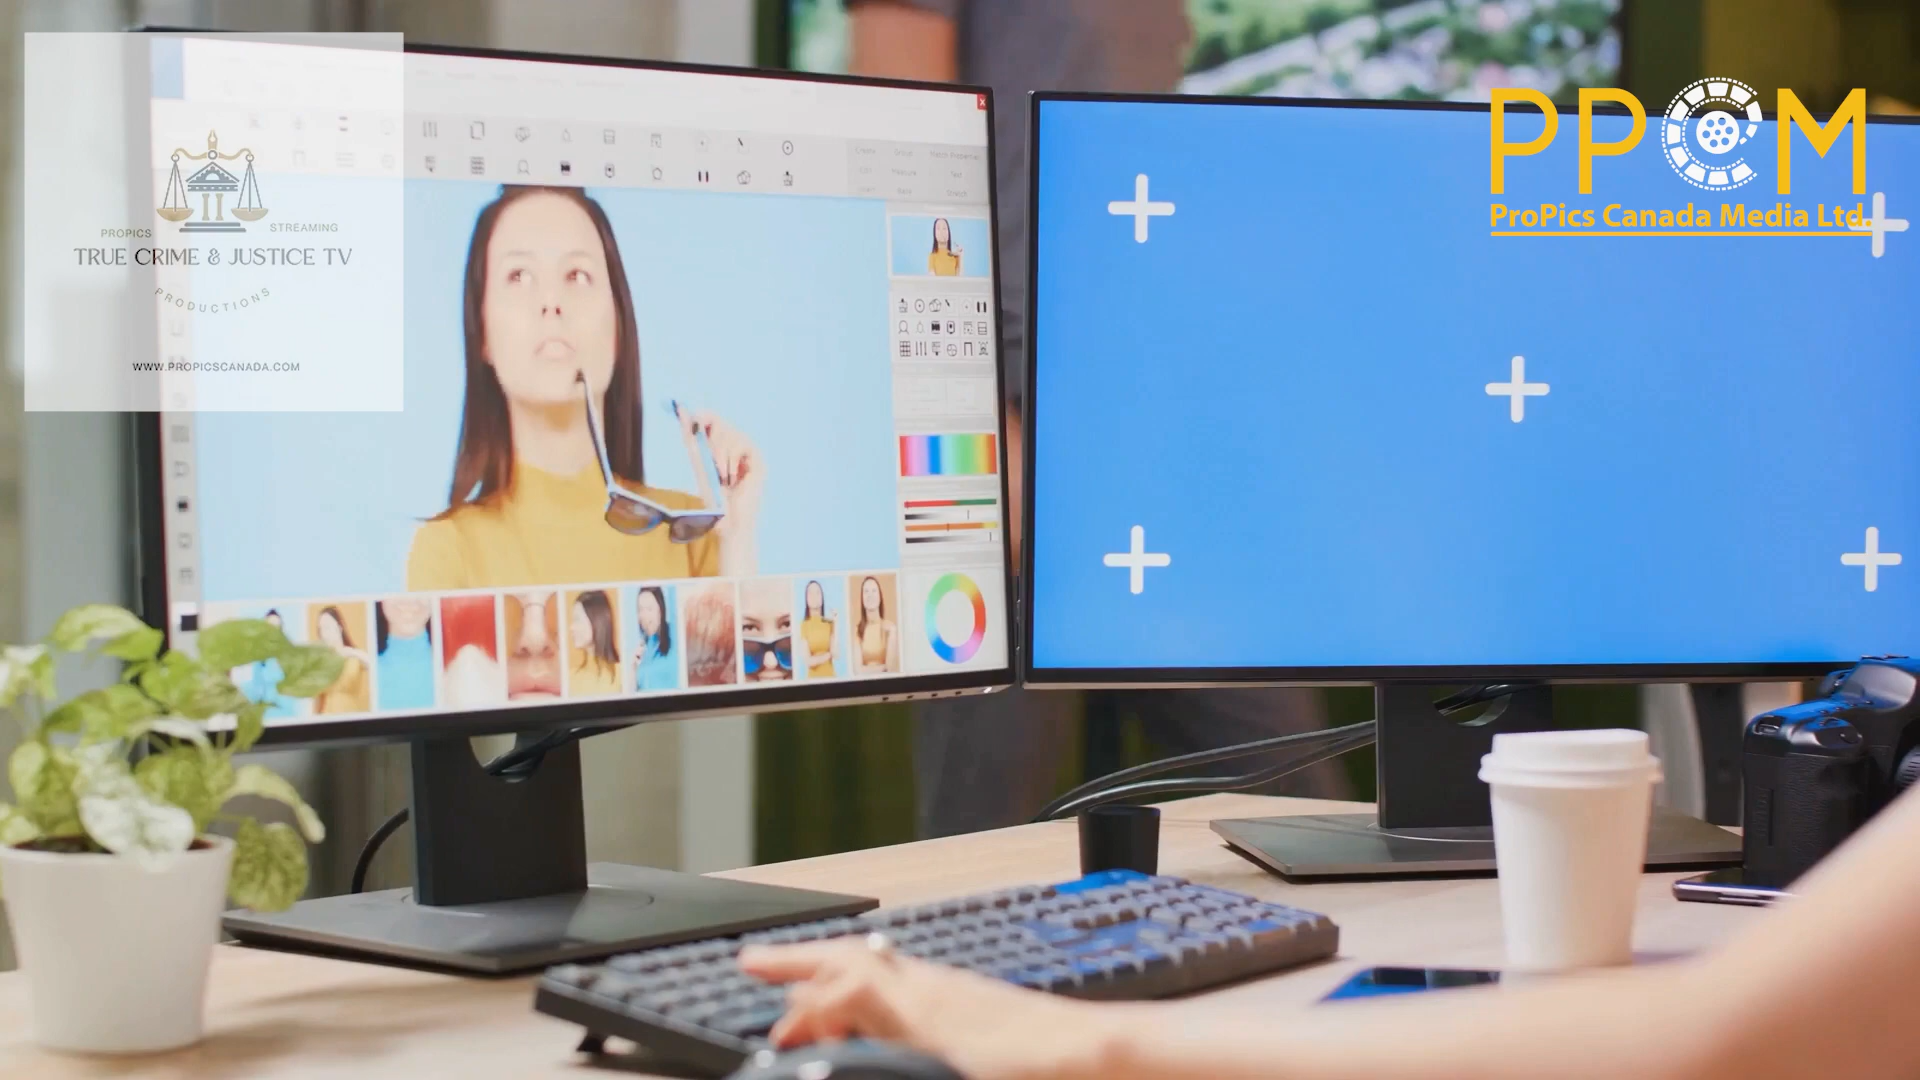 PROPICS
STREAMING
TRUE CRIME & JUSTICE TV
PRODUCTIONS
WWW.PROPICSCANADA.COM
PPCM
ProPics Canada Media Ltd.